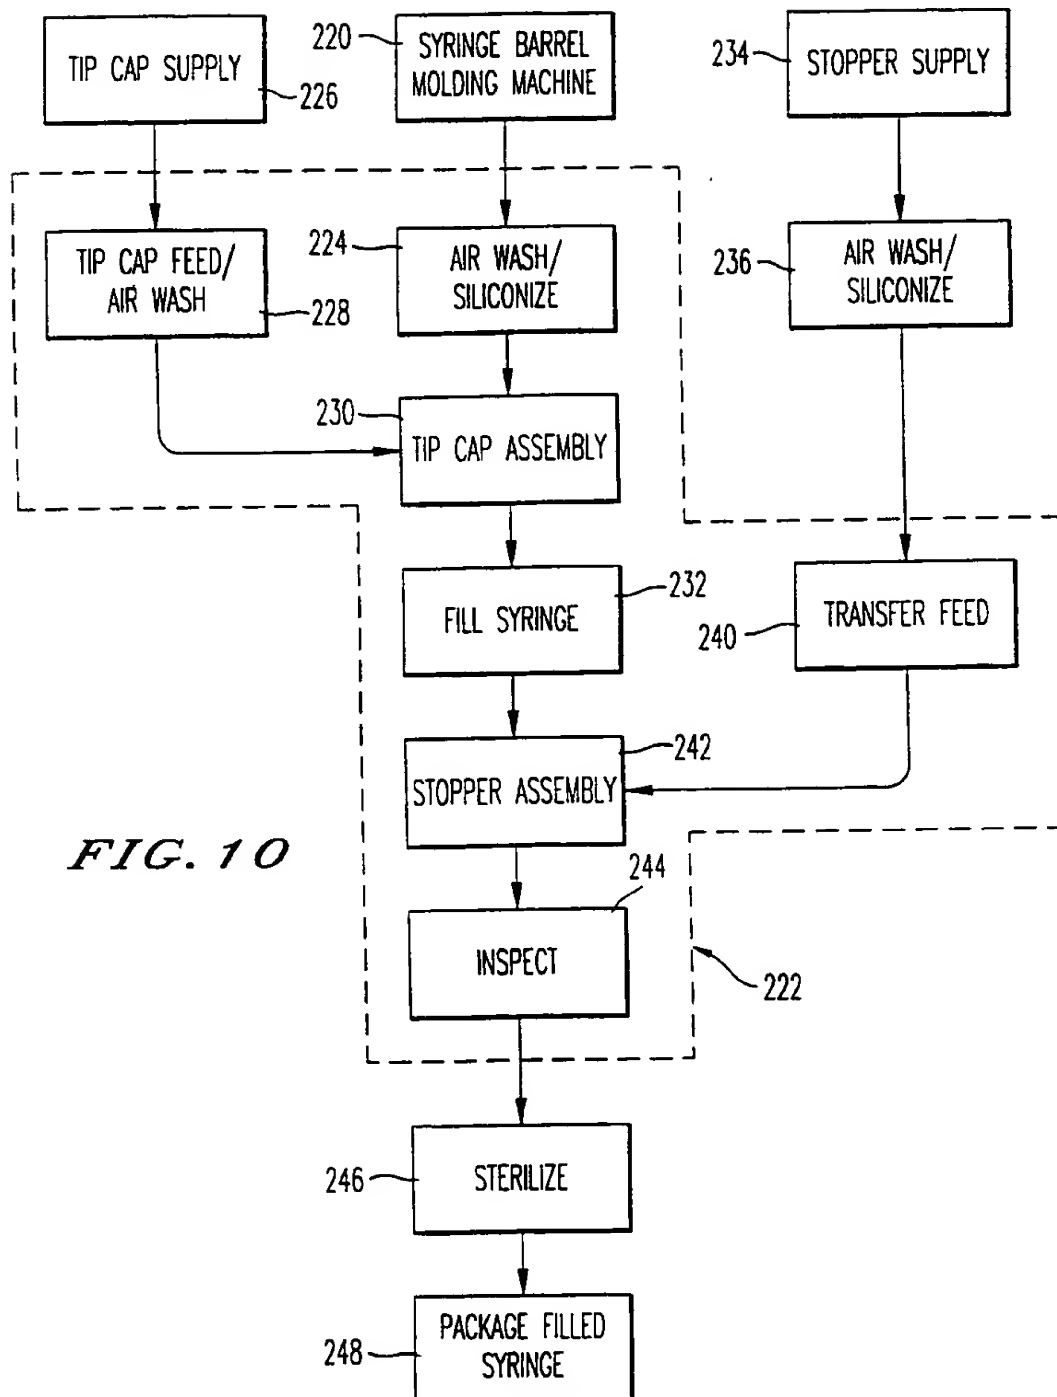 TIP CAP SUPPLY
226
220
SYRINGE BARREL
MOLDING MACHINE
234
STOPPER SUPPLY
TIP CAP FEED/
AIR WASH
228
224
AIR WASH/
SILICONIZE
236
AIR WASH/
SILICONIZE
230
TIP CAP ASSEMBLY
FILL SYRINGE
232
240
TRANSFER FEED
STOPPER ASSEMBLY
242
FIG. 10
244
INSPECT
222
246
STERILIZE
248
PACKAGE FILLED
SYRINGE